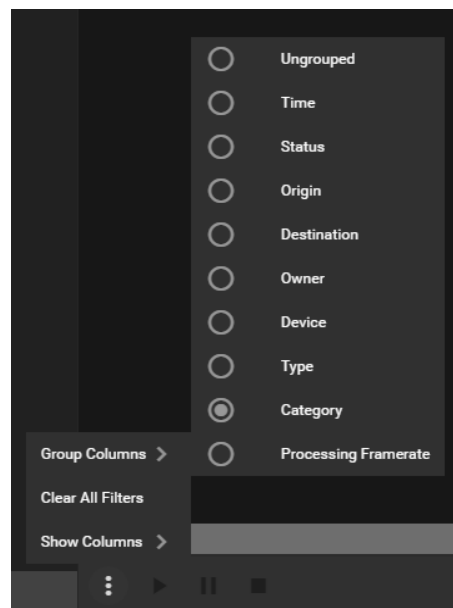 Ungrouped
Time
Status
Origin
Destination
Owner
Device
Type
Category
Processing Framerate
Group Columns
Clear All Filters
Show Columns